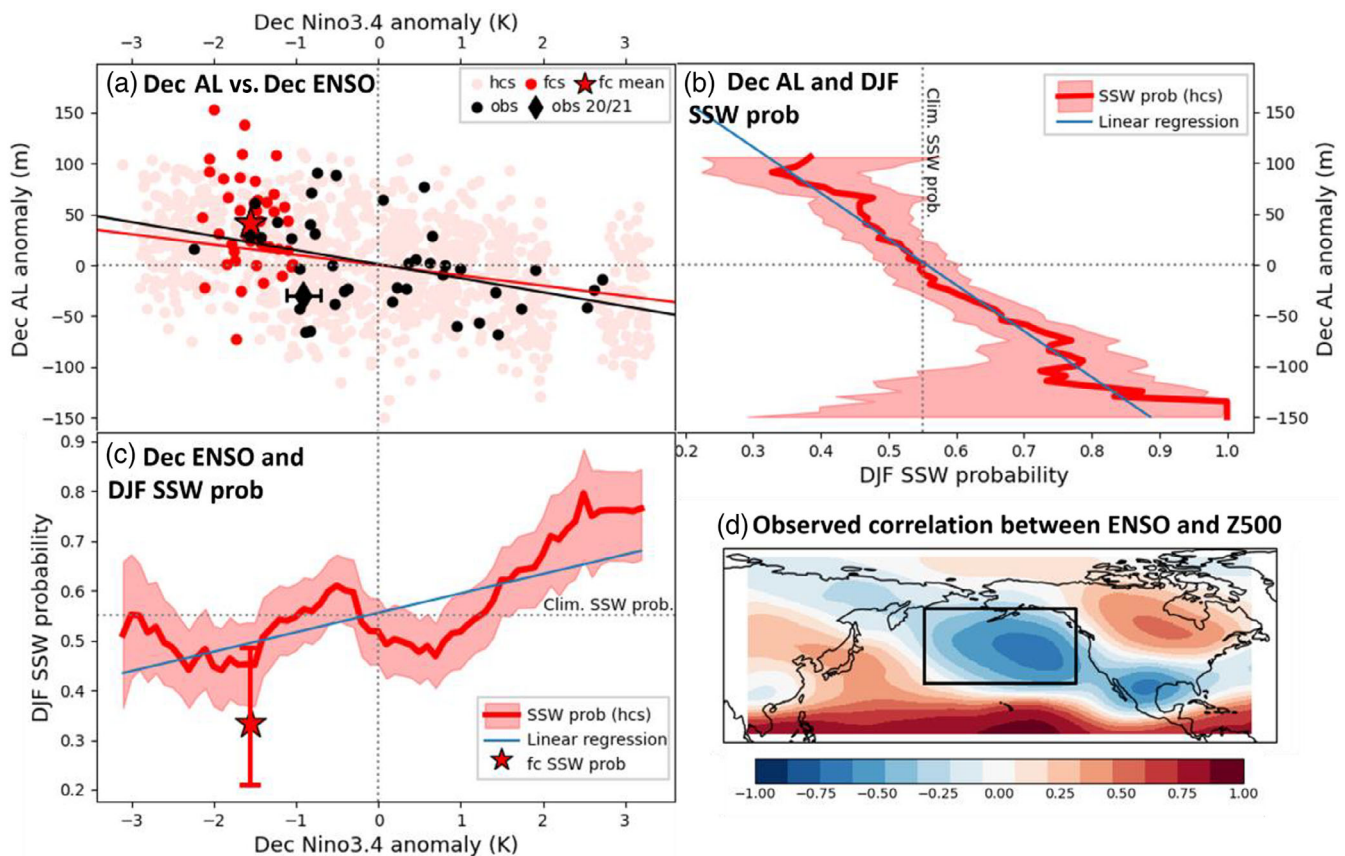 Dec Nino3.4 anomaly (K)
−3 −2 −1 0 1 2 3
(a) Dec AL vs. Dec ENSO
hcs fcs fc mean
obs obs 20/21
Dec AL anomaly (m)
150
100
50
0
−50
−100
−150
(b) Dec AL and DJF
SSW prob
Clim. SSW prob.
SSW prob (hcs)
Linear regression
150
100
50
0
−50
−100
−150
Dec AL anomaly (m)
0.2 0.3 0.4 0.5 0.6 0.7 0.8 0.9 1.0
DJF SSW probability
(c) Dec ENSO and
DJF SSW prob
DJF SSW probability
0.9
0.8
0.7
0.6
0.5
0.4
0.3
0.2
Clim. SSW prob.
SSW prob (hcs)
Linear regression
fc SSW prob
−3 −2 −1 0 1 2 3
Dec Nino3.4 anomaly (K)
(d) Observed correlation between ENSO and Z500
−1.00 −0.75 −0.50 −0.25 0.00 0.25 0.50 0.75 1.00